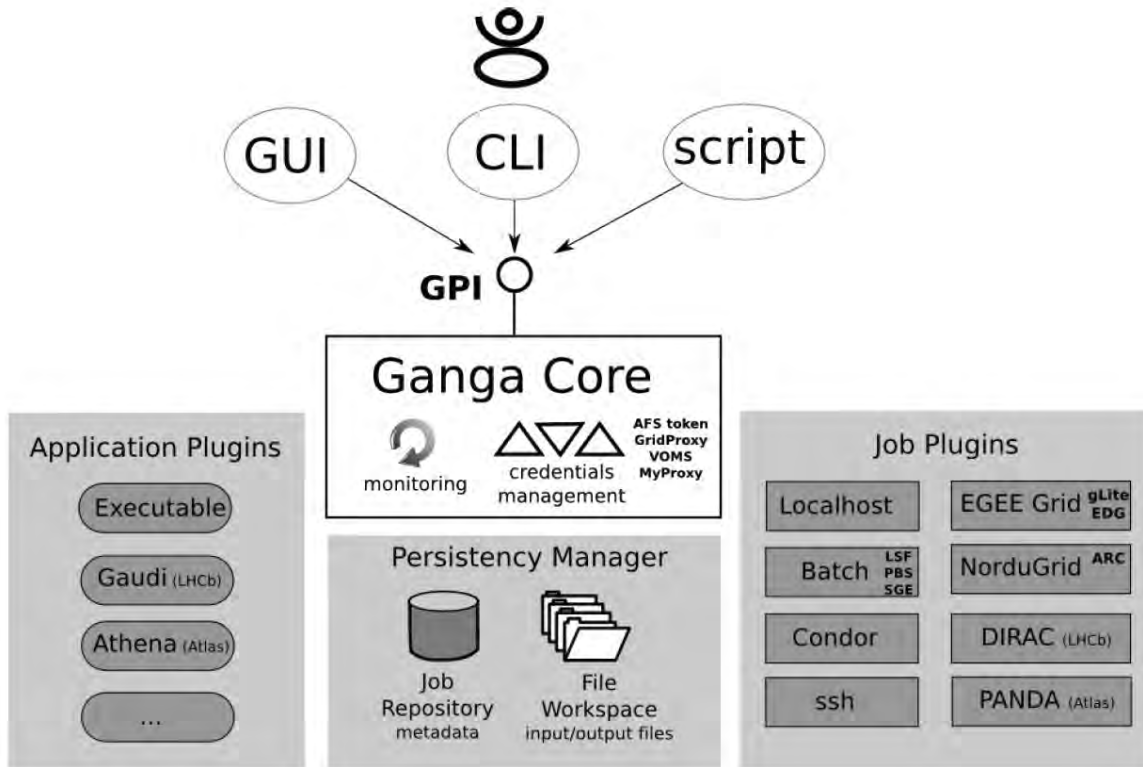 GUI
CLI
script
GPI
Ganga Core
monitoring
credentials
management
AFS token
GridProxy
VOMS
MyProxy
Application Plugins
Executable
Gaudi (LHCb)
Athena (Atlas)
...
Persistency Manager
Job
Repository
metadata
File
Workspace
input/output files
Job Plugins
Localhost
EGEE Grid gLite
EDG
Batch LSF
PBS
SGE
NorduGrid ARC
Condor
DIRAC (LHCb)
ssh
PANDA (Atlas)